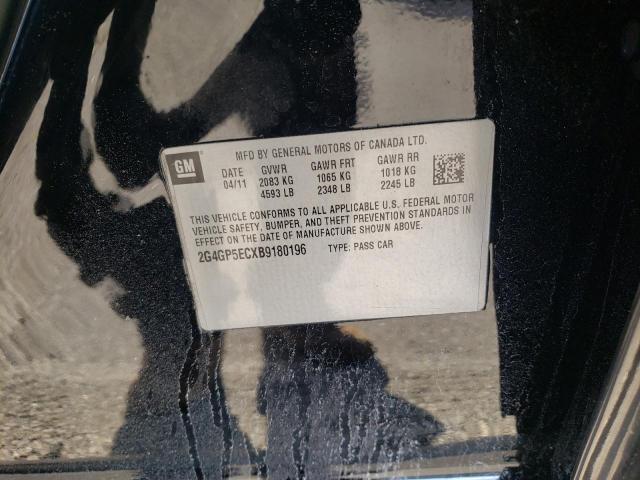 MFD BY GENERAL MOTORS OF CANADA LTD.
GM
DATE GVWR GAWR FRT GAWR RR
04/11 2083 KG 1065 KG 1018 KG
4593 LB 2348 LB 2245 LB
THIS VEHICLE CONFORMS TO ALL APPLICABLE U.S. FEDERAL MOTOR
VEHICLE SAFETY, BUMPER, AND THEFT PREVENTION STANDARDS IN
EFFECT ON THE DATE OF MANUFACTURE SHOWN ABOVE.
2G4GP5ECXB9180196 TYPE: PASS CAR